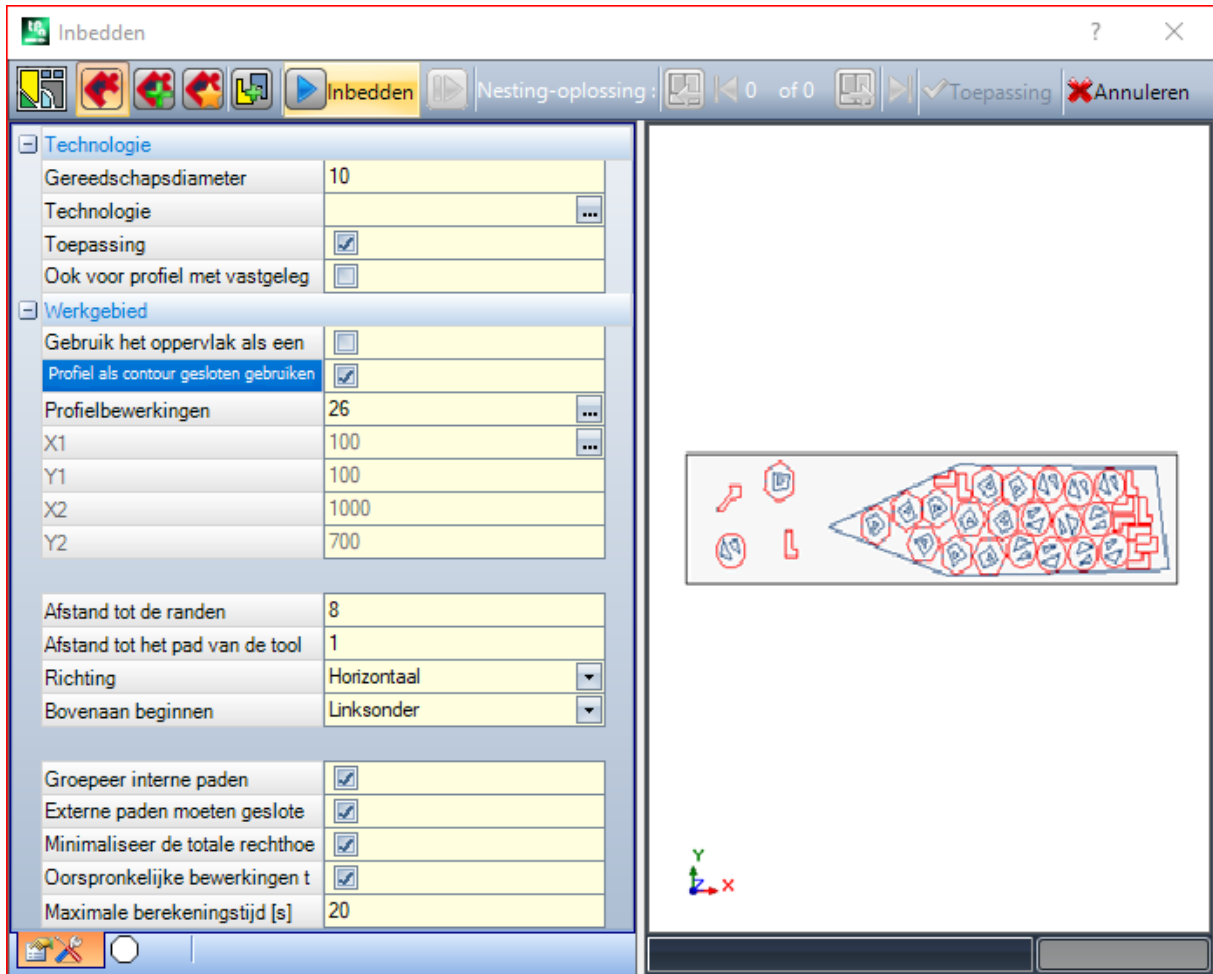 Inbedden
?
Inbedden Nesting-oplossing : 0 of 0 Toepassing Annuleren
Technologie
Gereedschapsdiameter 10
Technologie ...
Toepassing
Ook voor profiel met vastgeleg
Werkgebied
Gebruik het oppervlak als een
Profiel als contour gesloten gebruiken
Profielbewerkingen 26 ...
X1 100 ...
Y1 100
X2 1000
Y2 700
Afstand tot de randen 8
Afstand tot het pad van de tool 1
Richting Horizontaal
Bovenaan beginnen Linksonder
Groepeer interne paden
Externe paden moeten geslote
Minimaliseer de totale rechthoe
Oorspronkelijke bewerkingen t
Maximale berekeningstijd [s] 20
Y
Z X